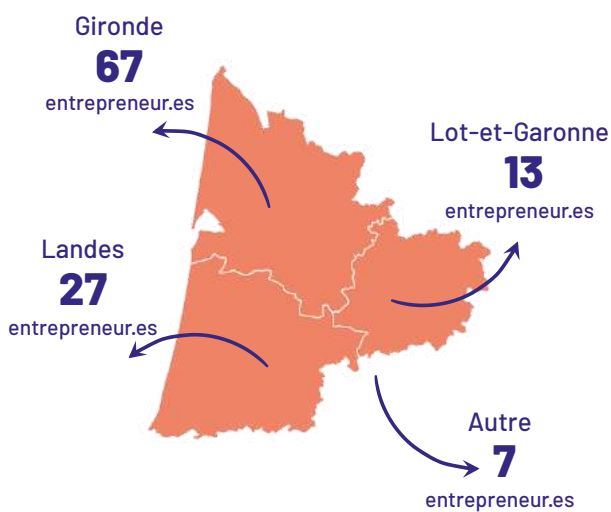 Gironde
67
entrepreneur.es
Lot-et-Garonne
13
entrepreneur.es
Landes
27
entrepreneur.es
Autre
7
entrepreneur.es